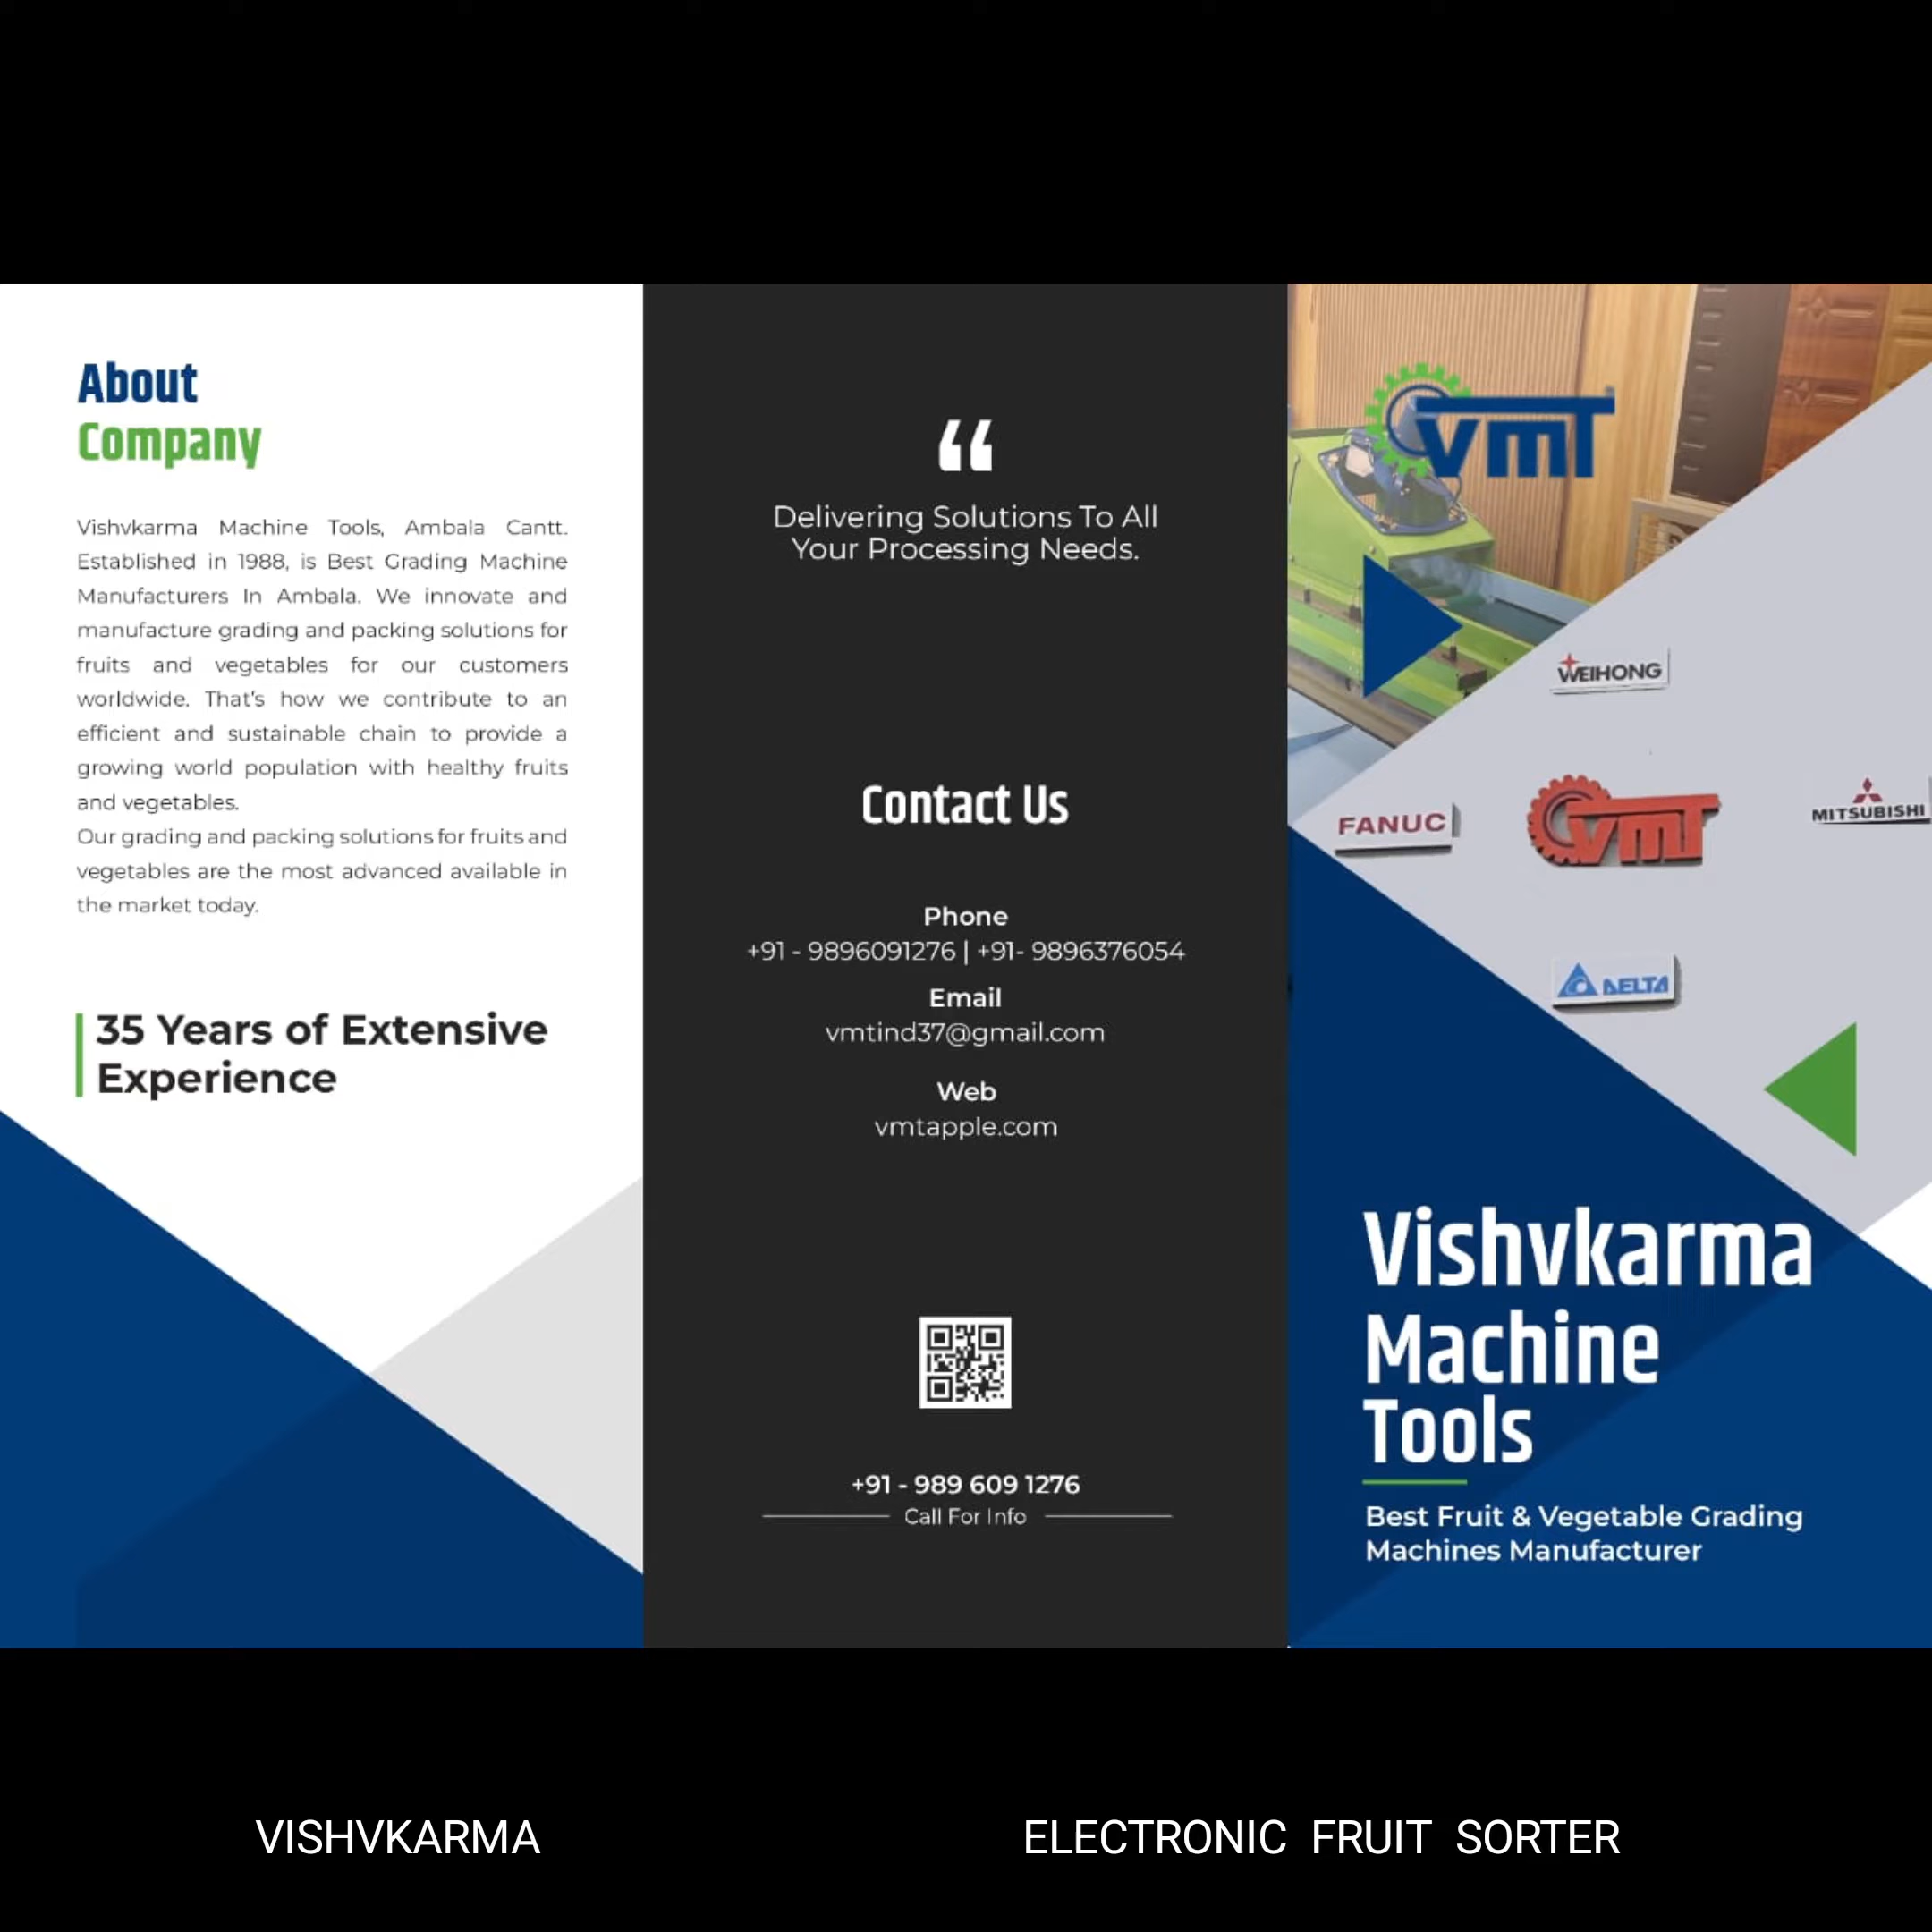 About
Company
Vishvkarma Machine Tools, Ambala Cantt.
Established in 1988, is Best Grading Machine
Manufacturers In Ambala. We innovate and
manufacture grading and packing solutions for
fruits and vegetables for our customers
worldwide. That's how we contribute to an
efficient and sustainable chain to provide a
growing world population with healthy fruits
and vegetables.
Our grading and packing solutions for fruits and
vegetables are the most advanced available in
the market today.
35 Years of Extensive
Experience
“
Delivering Solutions To All
Your Processing Needs.
Contact Us
Phone
+91 - 9896091276 | +91- 9896376054
Email
vmtind37@gmail.com
Web
vmtapple.com
+91 - 989 609 1276
Call For Info
VMT
WEIHONG
FANUC
VMT
MITSUBISHI
DELTA
Vishvkarma
Machine
Tools
Best Fruit & Vegetable Grading
Machines Manufacturer
VISHVKARMA
ELECTRONIC FRUIT SORTER